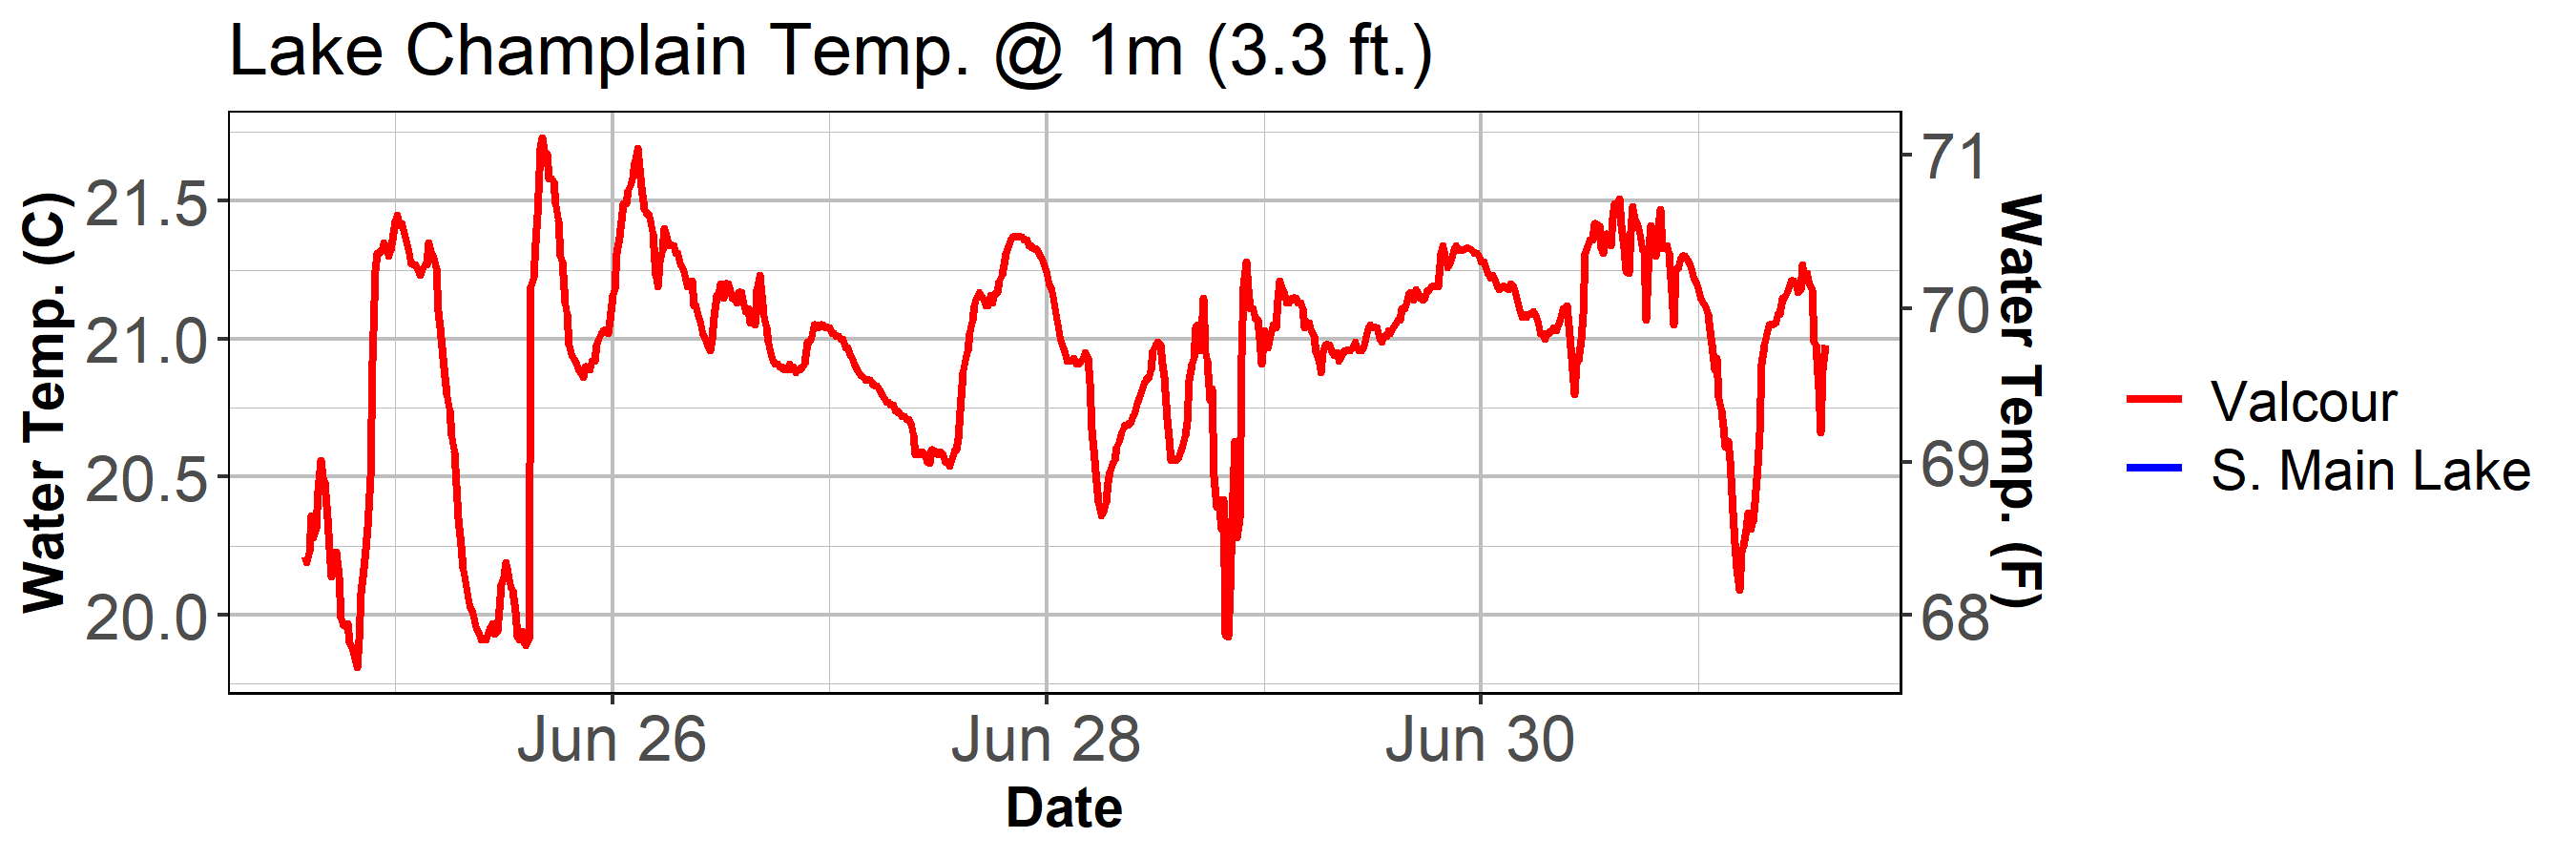 Lake Champlain Temp. @ 1m (3.3 ft.)
Water Temp. (C)
21.5
21.0
20.5
20.0
71
70
69
68
Water Temp. (F)
Jun 26
Jun 28
Jun 30
Date
Valcour
S. Main Lake